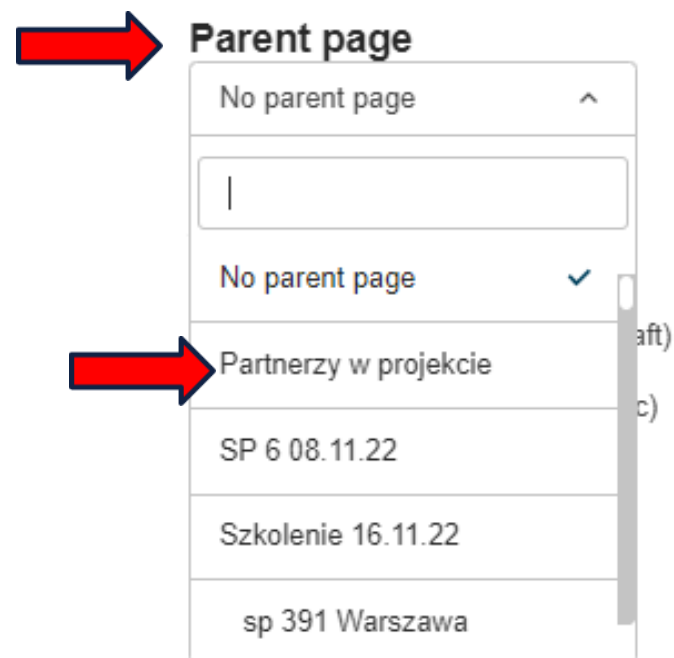 Parent page
No parent page
No parent page
aft)
Partnerzy w projekcie
c)
SP 6 08.11.22
Szkolenie 16.11.22
sp 391 Warszawa